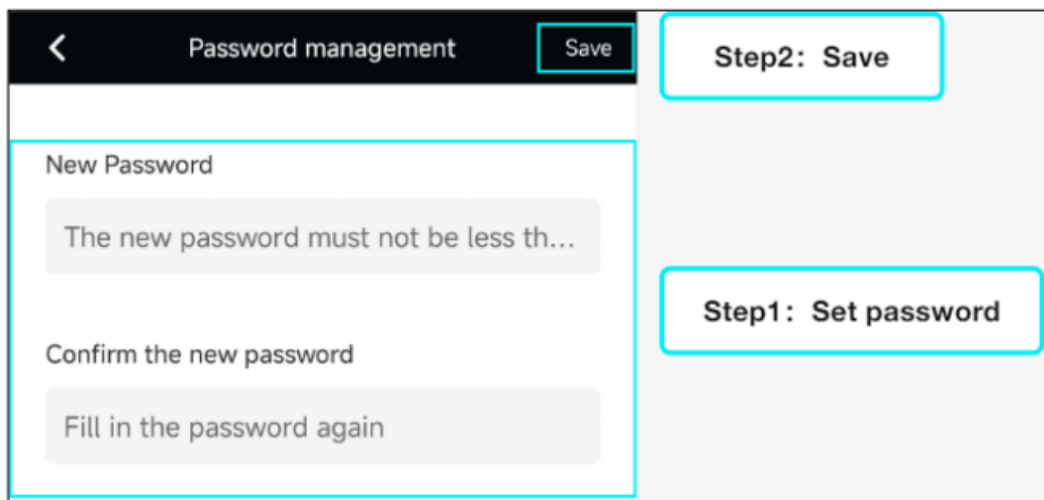 Password management
Save
Step2: Save
New Password
The new password must not be less th...
Step1: Set password
Confirm the new password
Fill in the password again